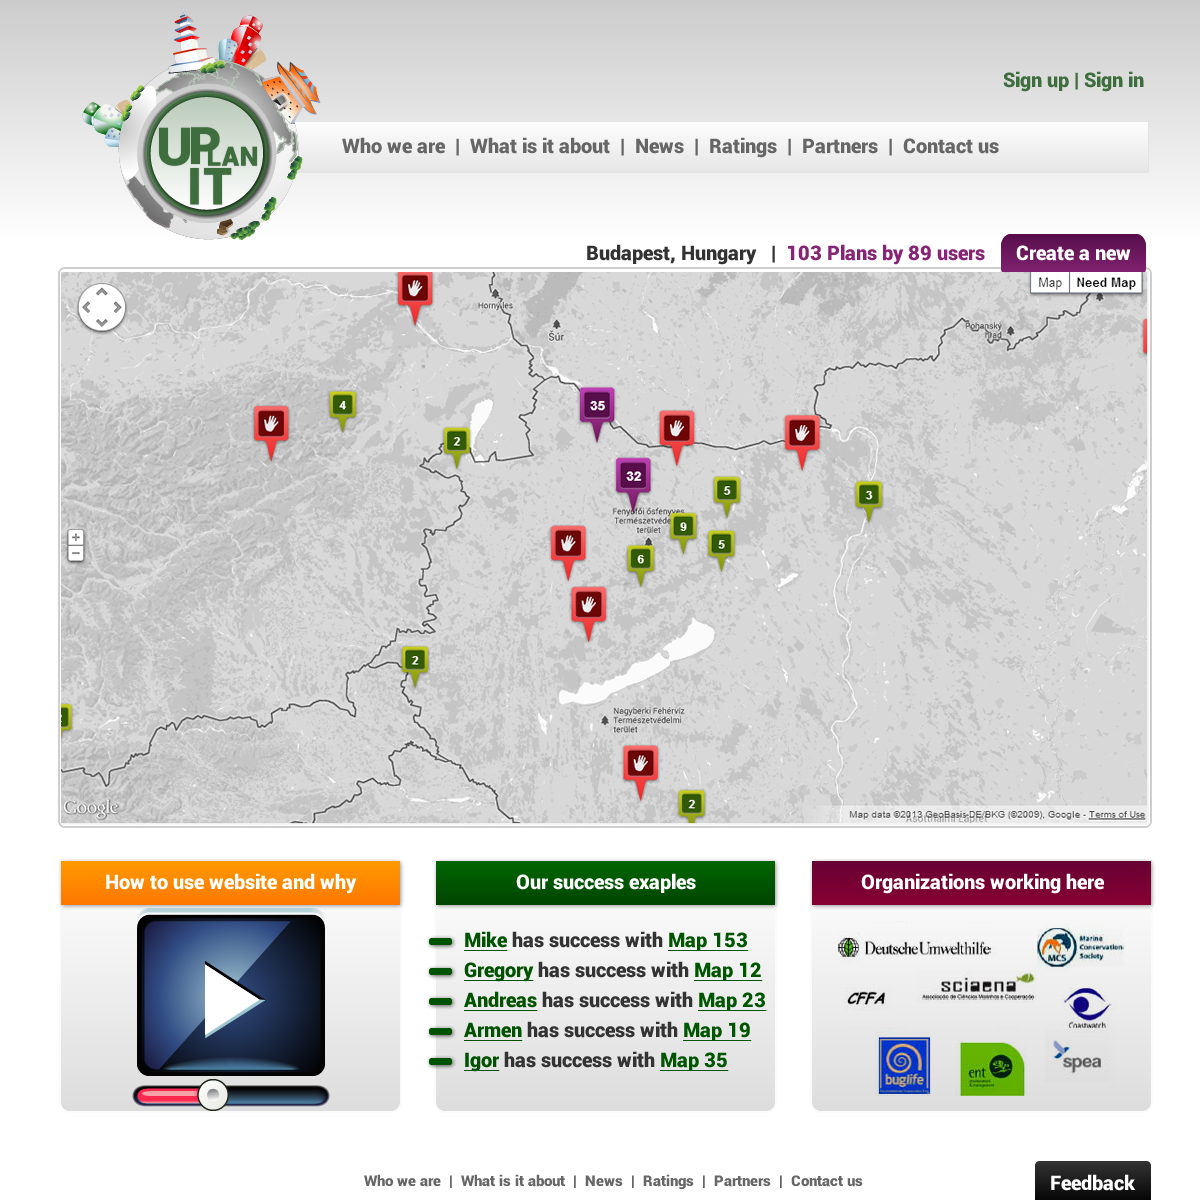 UPLAN
IT
Sign up | Sign in
Who we are | What is it about | News | Ratings | Partners | Contact us
Budapest, Hungary | 103 Plans by 89 users
Create a new
Map
Need Map
Hornyles
Šúr
Pohanský
hrad
4
35
2
32
5
3
Fenyőfői ősfenyves
Természetvéde
terület
9
5
6
2
Nagyberki Fehérvíz
Természetvédelmi
terület
2
Google
Map data ©2013 GeoBasis-DE/BKG (©2009), Google - Terms of Use
How to use website and why
Our success exaples
Mike has success with Map 153
Gregory has success with Map 12
Andreas has success with Map 23
Armen has success with Map 19
Igor has success with Map 35
Organizations working here
Deutsche Umwelthilfe
MCS
Marine
Conservation
Society
sciaena
Associação de Ciências Marinhas e Cooperação
CFFA
Coastwatch
buglife
ent
spea
Who we are | What is it about | News | Ratings | Partners | Contact us
Feedback